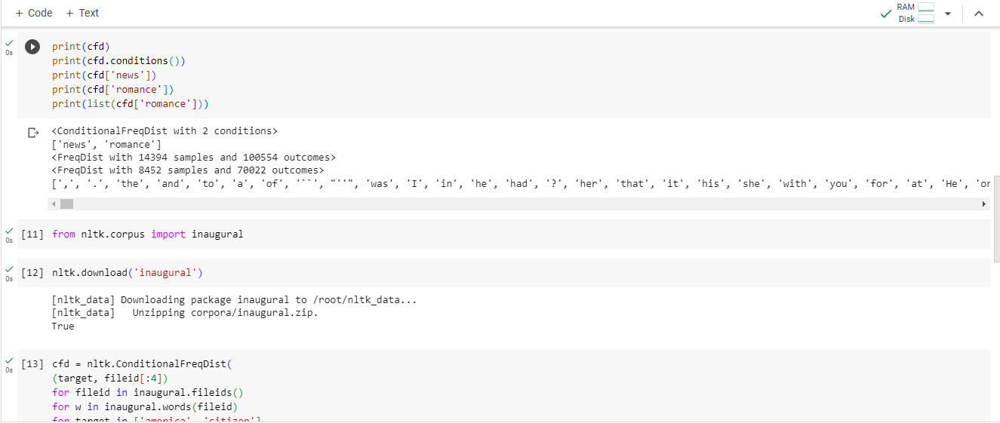 + Code + Text
RAM
Disk
0s
print(cfd)
print(cfd.conditions())
print(cfd['news'])
print(cfd['romance'])
print(list(cfd['romance']))
<ConditionalFreqDist with 2 conditions>
['news', 'romance']
<FreqDist with 14394 samples and 100554 outcomes>
<FreqDist with 8452 samples and 70022 outcomes>
[',', '.', 'the', 'and', 'to', 'a', 'of', '``', "''", 'was', 'I', 'in', 'he', 'had', '?', 'her', 'that', 'it', 'his', 'she', 'with', 'you', 'for', 'at', 'He', 'on
0s
[11] from nltk.corpus import inaugural
0s
[12] nltk.download('inaugural')
[nltk_data] Downloading package inaugural to /root/nltk_data...
[nltk_data]   Unzipping corpora/inaugural.zip.
True
0s
[13] cfd = nltk.ConditionalFreqDist(
(target, fileid[:4])
for fileid in inaugural.fileids()
for w in inaugural.words(fileid)
for target in ['america', 'citizen']